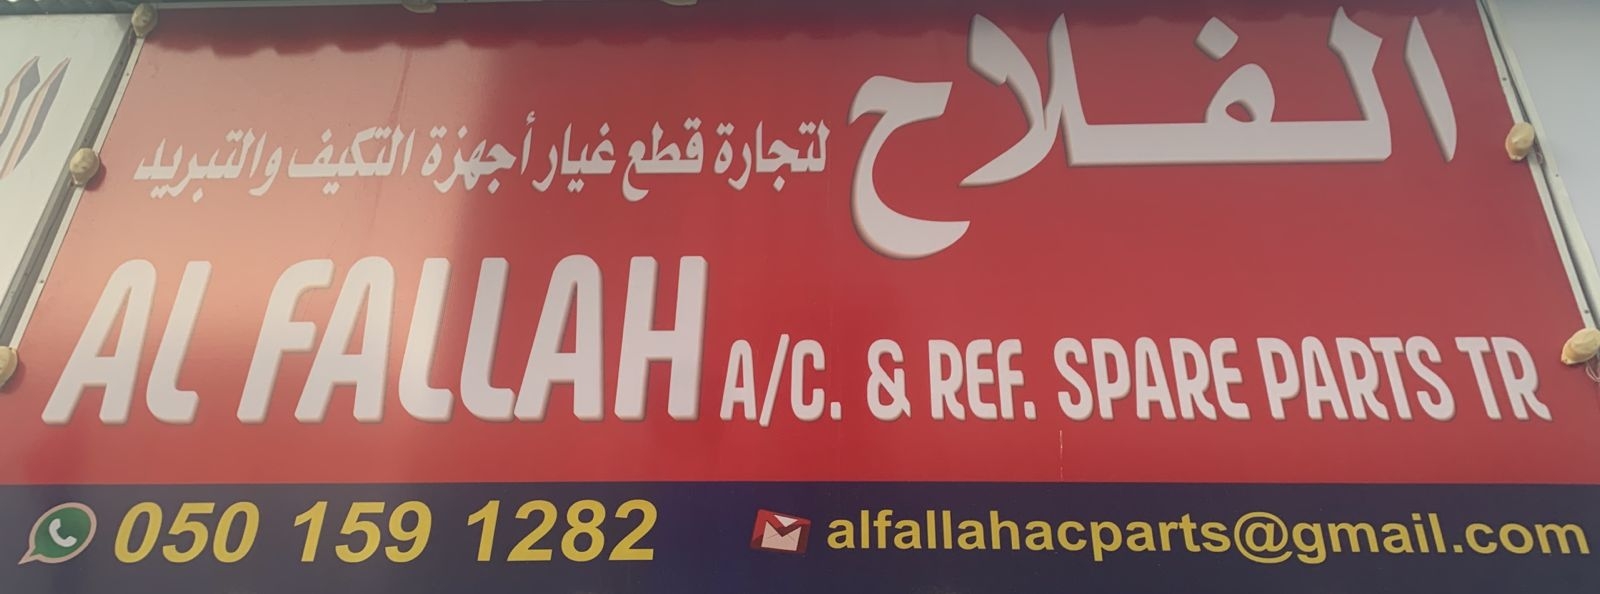 الفلاح
لتجارة قطع غيار أجهزة التكيف والتبريد
AL FALLAH A/C. & REF. SPARE PARTS TR
050 159 1282
alfallahacparts@gmail.com